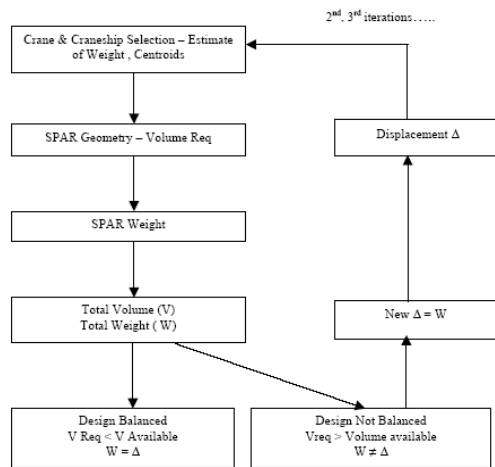 2nd, 3rd iterations.....
Crane & Craneship Selection – Estimate
of Weight , Centroids
SPAR Geometry – Volume Req
Displacement Δ
SPAR Weight
Total Volume (V)
Total Weight ( W)
New Δ = W
Design Balanced
V Req < V Available
W = Δ
Design Not Balanced
Vreq > Volume available
W ≠ Δ